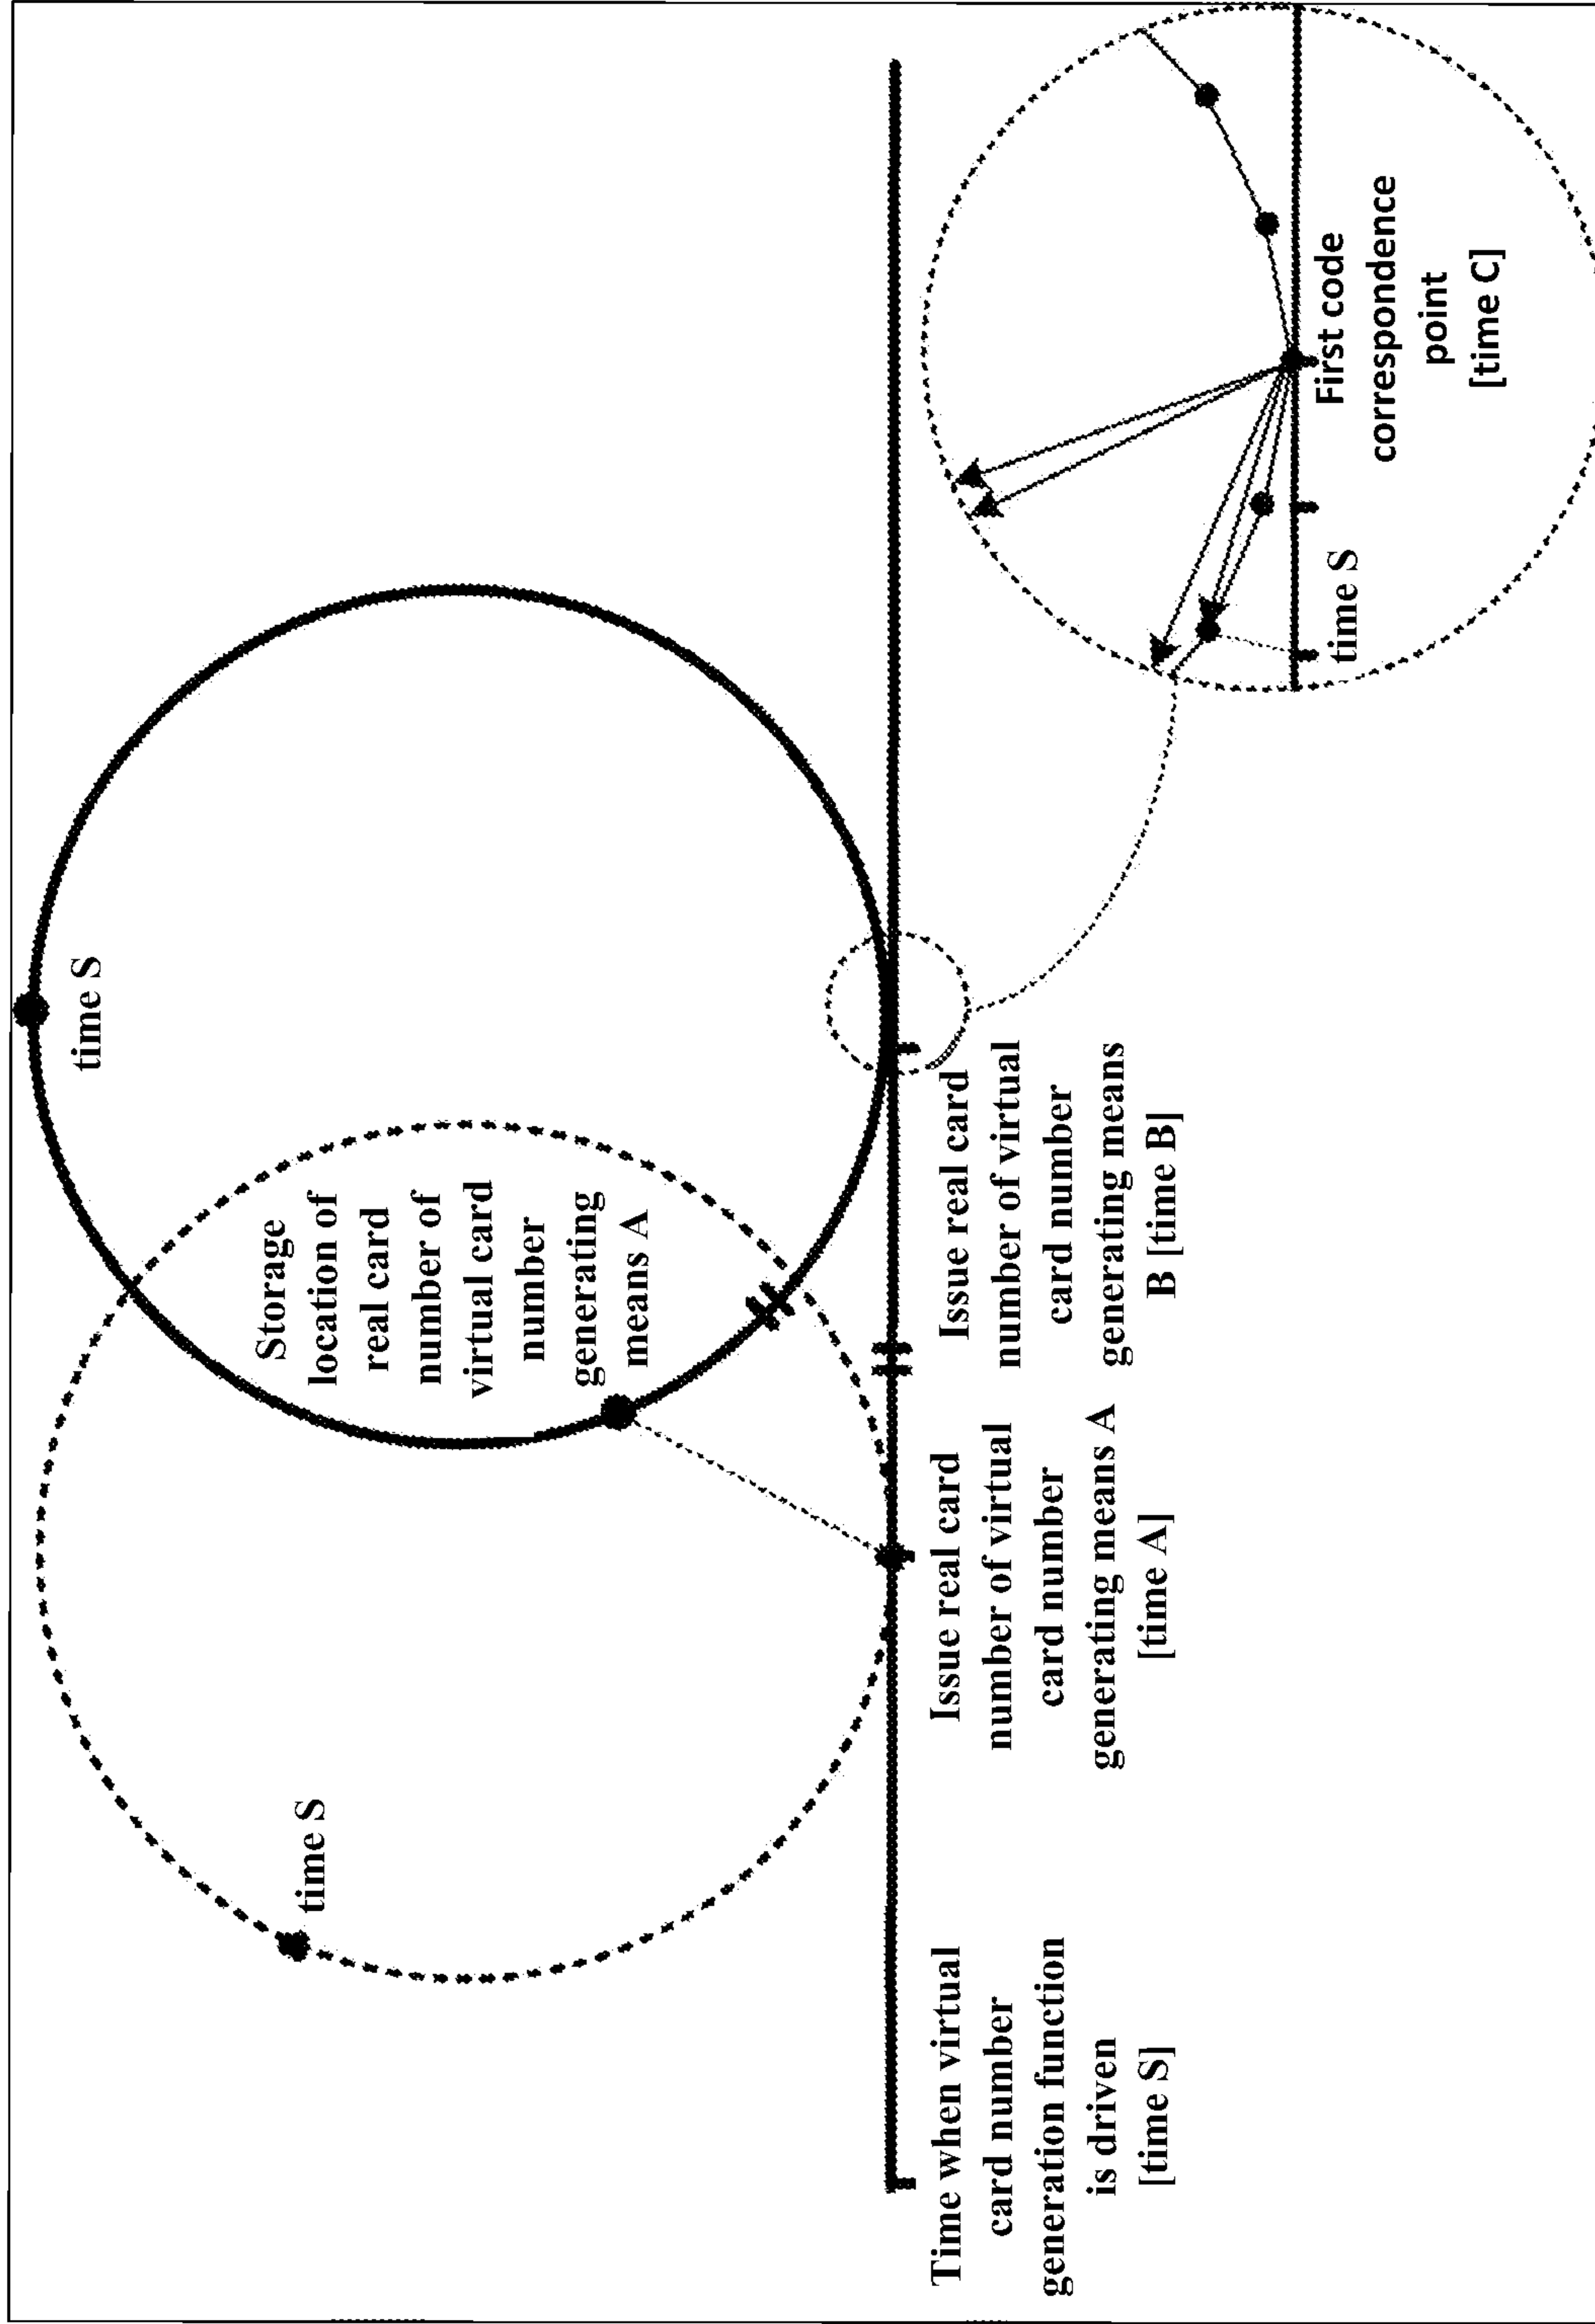 time S
time S
Storage
location of
real card
number of
virtual card
number
generating
means A
Time when virtual
card number
generation function
is driven
[time S]
Issue real card
number of virtual
card number
generating means A
[time A]
Issue real card
number of virtual
card number
generating means
B [time B]
time S
First code
correspondence
point
[time C]